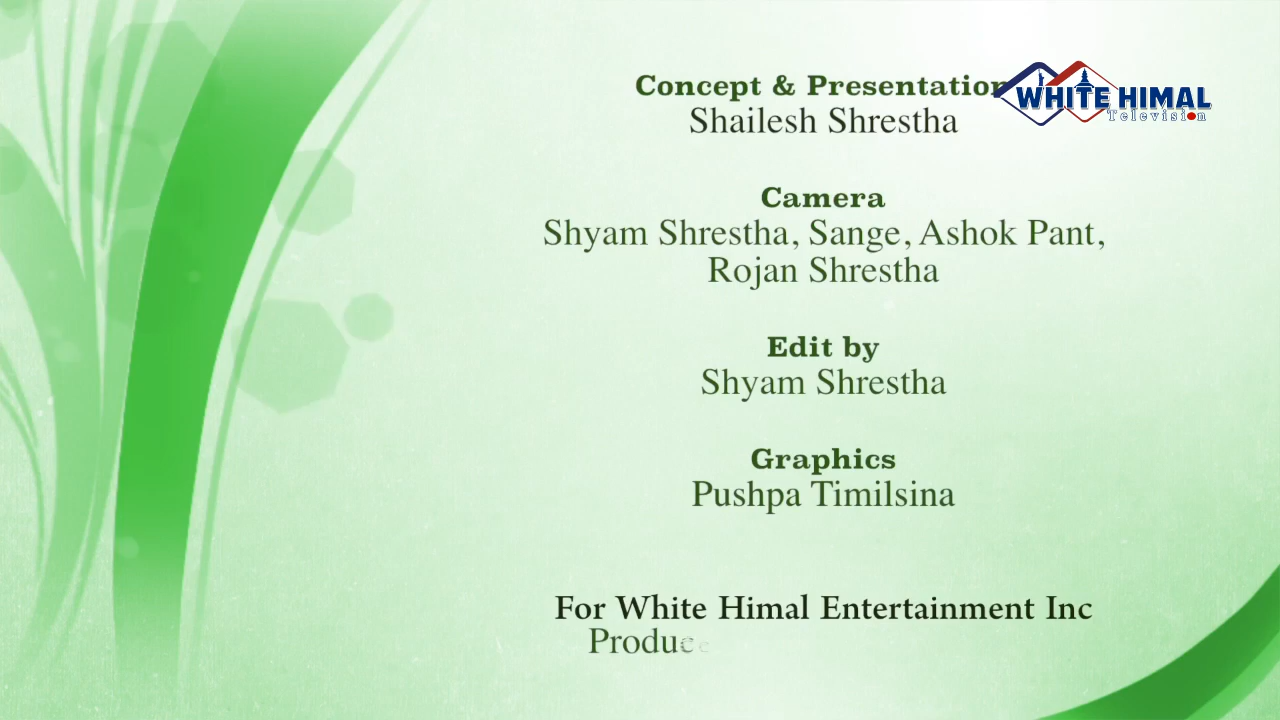 Concept & Presentation
WHITE HIMAL
Television
Shailesh Shrestha
Camera
Shyam Shrestha, Sange, Ashok Pant,
Rojan Shrestha
Edit by
Shyam Shrestha
Graphics
Pushpa Timilsina
For White Himal Entertainment Inc